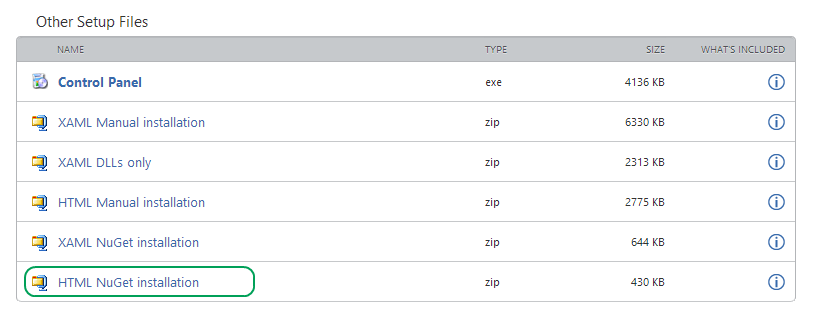 Other Setup Files
NAME TYPE SIZE WHAT'S INCLUDED
Control Panel exe 4136 KB
XAML Manual installation zip 6330 KB
XAML DLLs only zip 2313 KB
HTML Manual installation zip 2775 KB
XAML NuGet installation zip 644 KB
HTML NuGet installation zip 430 KB